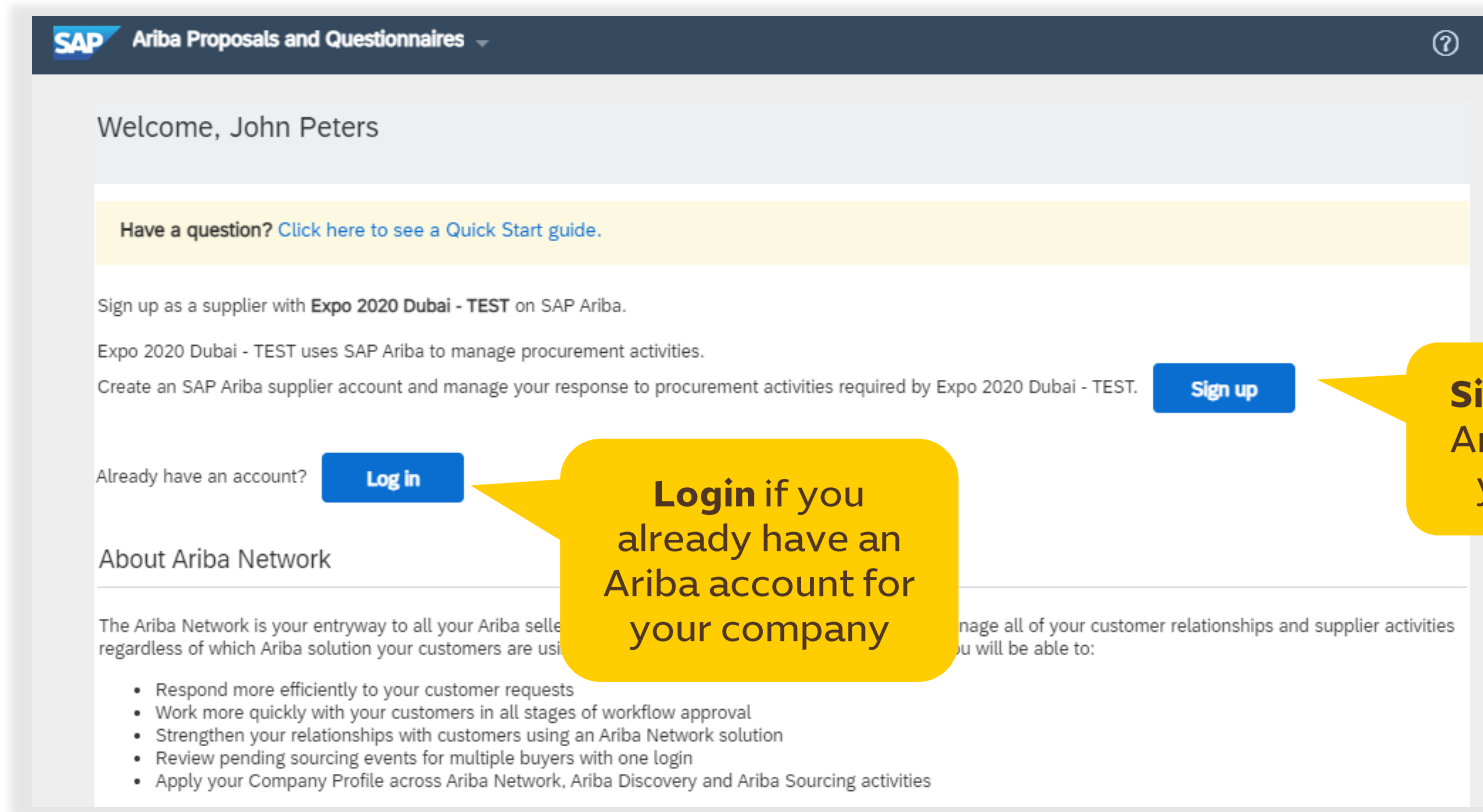 SAP Ariba Proposals and Questionnaires
Welcome, John Peters
Have a question? Click here to see a Quick Start guide.
Sign up as a supplier with Expo 2020 Dubai - TEST on SAP Ariba.
Expo 2020 Dubai - TEST uses SAP Ariba to manage procurement activities.
Create an SAP Ariba supplier account and manage your response to procurement activities required by Expo 2020 Dubai - TEST.
Sign up
Already have an account?
Log in
Login if you
already have an
Ariba account for
your company
About Ariba Network
The Ariba Network is your entryway to all your Ariba selle
nage all of your customer relationships and supplier activities
regardless of which Ariba solution your customers are usi
u will be able to:
• Respond more efficiently to your customer requests
• Work more quickly with your customers in all stages of workflow approval
• Strengthen your relationships with customers using an Ariba Network solution
• Review pending sourcing events for multiple buyers with one login
• Apply your Company Profile across Ariba Network, Ariba Discovery and Ariba Sourcing activities